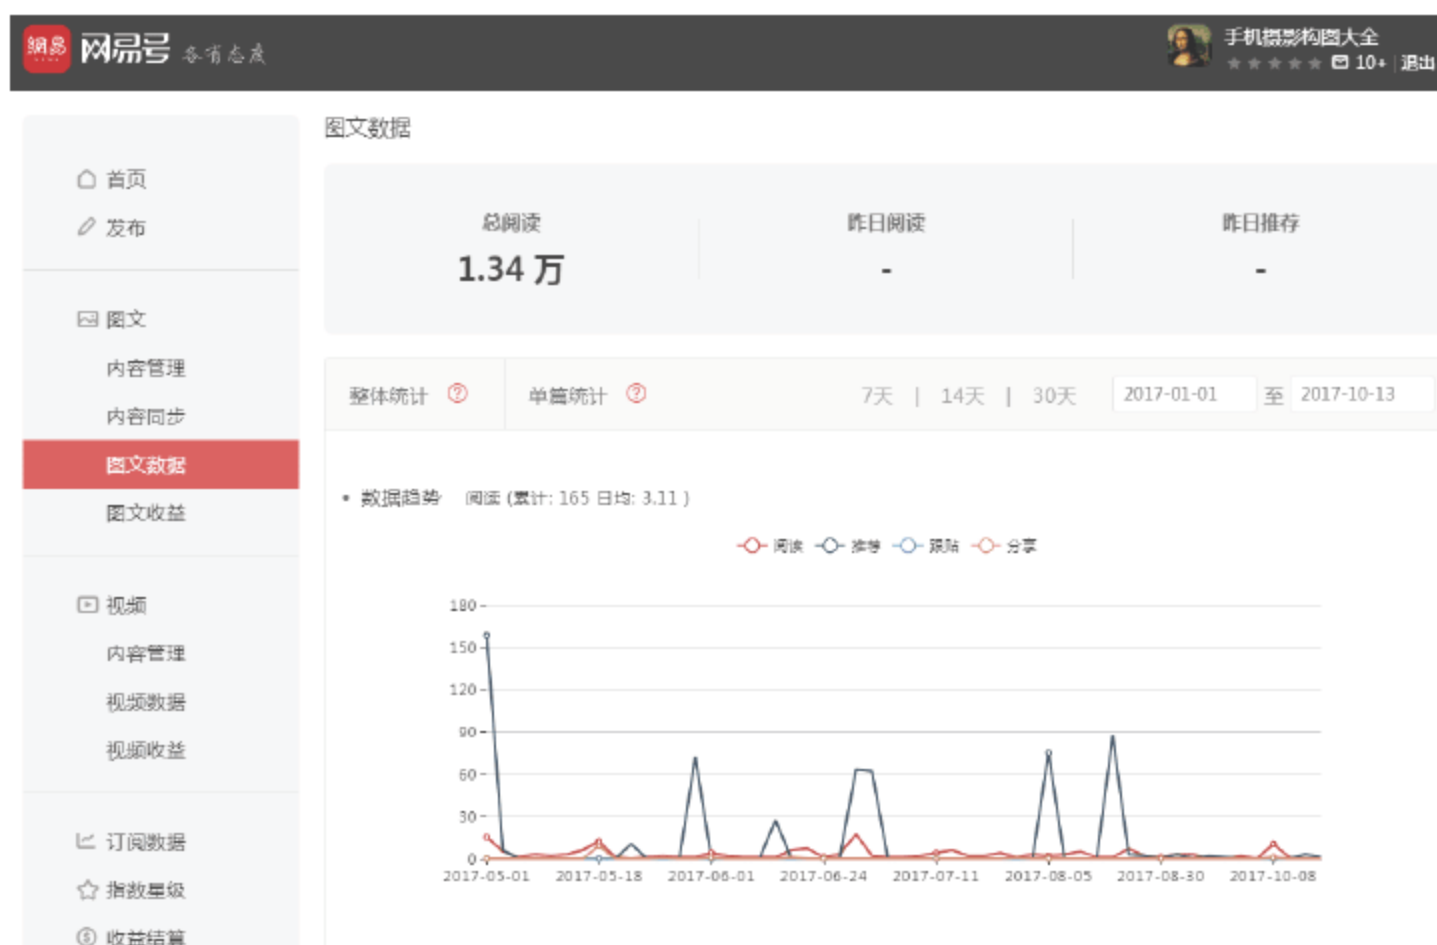 網易 网易号 各有态度
手机摄影构图大全
10+ 退出
首页
发布
图文
内容管理
内容同步
图文数据
图文收益
视频
内容管理
视频数据
视频收益
订阅数据
指数星级
收益结算
图文数据
总阅读 昨日阅读 昨日推荐
1.34 万 - -
整体统计 ? 单篇统计 ? 7天 | 14天 | 30天 2017-01-01 至 2017-10-13
• 数据趋势 阅读 (累计: 165 日均: 3.11 )
阅读 推荐 跟贴 分享
180
150
120
90
60
30
0
2017-05-01 2017-05-18 2017-06-01 2017-06-24 2017-07-11 2017-08-05 2017-08-30 2017-10-08